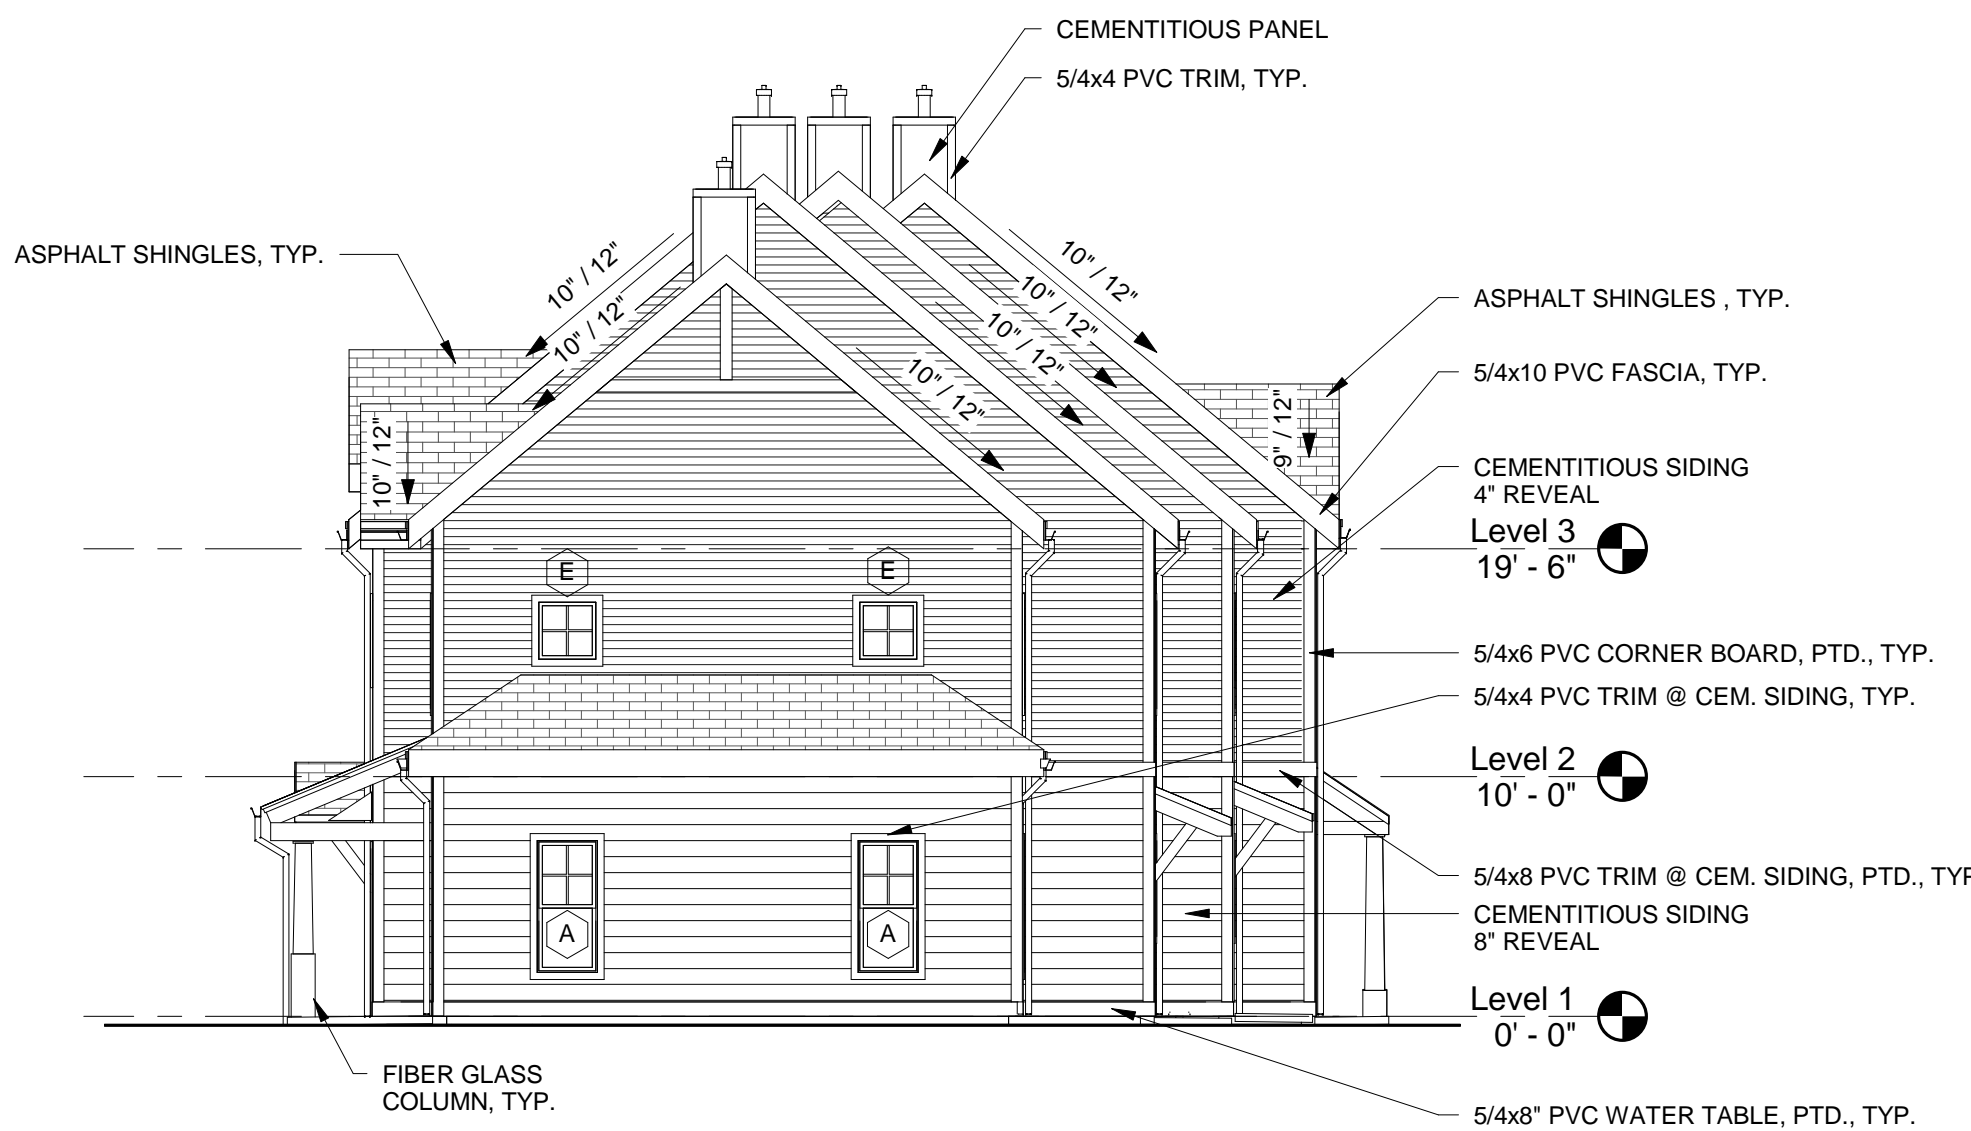 CEMENTITIOUS PANEL
5/4x4 PVC TRIM, TYP.
ASPHALT SHINGLES, TYP.
10" / 12"
10" / 12"
10" / 12"
10" / 12"
10" / 12"
10" / 12"
10" / 12"
9" / 12"
ASPHALT SHINGLES , TYP.
5/4x10 PVC FASCIA, TYP.
CEMENTITIOUS SIDING
4" REVEAL
Level 3
19' - 6"
E
E
5/4x6 PVC CORNER BOARD, PTD., TYP.
5/4x4 PVC TRIM @ CEM. SIDING, TYP.
Level 2
10' - 0"
5/4x8 PVC TRIM @ CEM. SIDING, PTD., TYP
CEMENTITIOUS SIDING
8" REVEAL
A
A
Level 1
0' - 0"
FIBER GLASS
COLUMN, TYP.
5/4x8" PVC WATER TABLE, PTD., TYP.